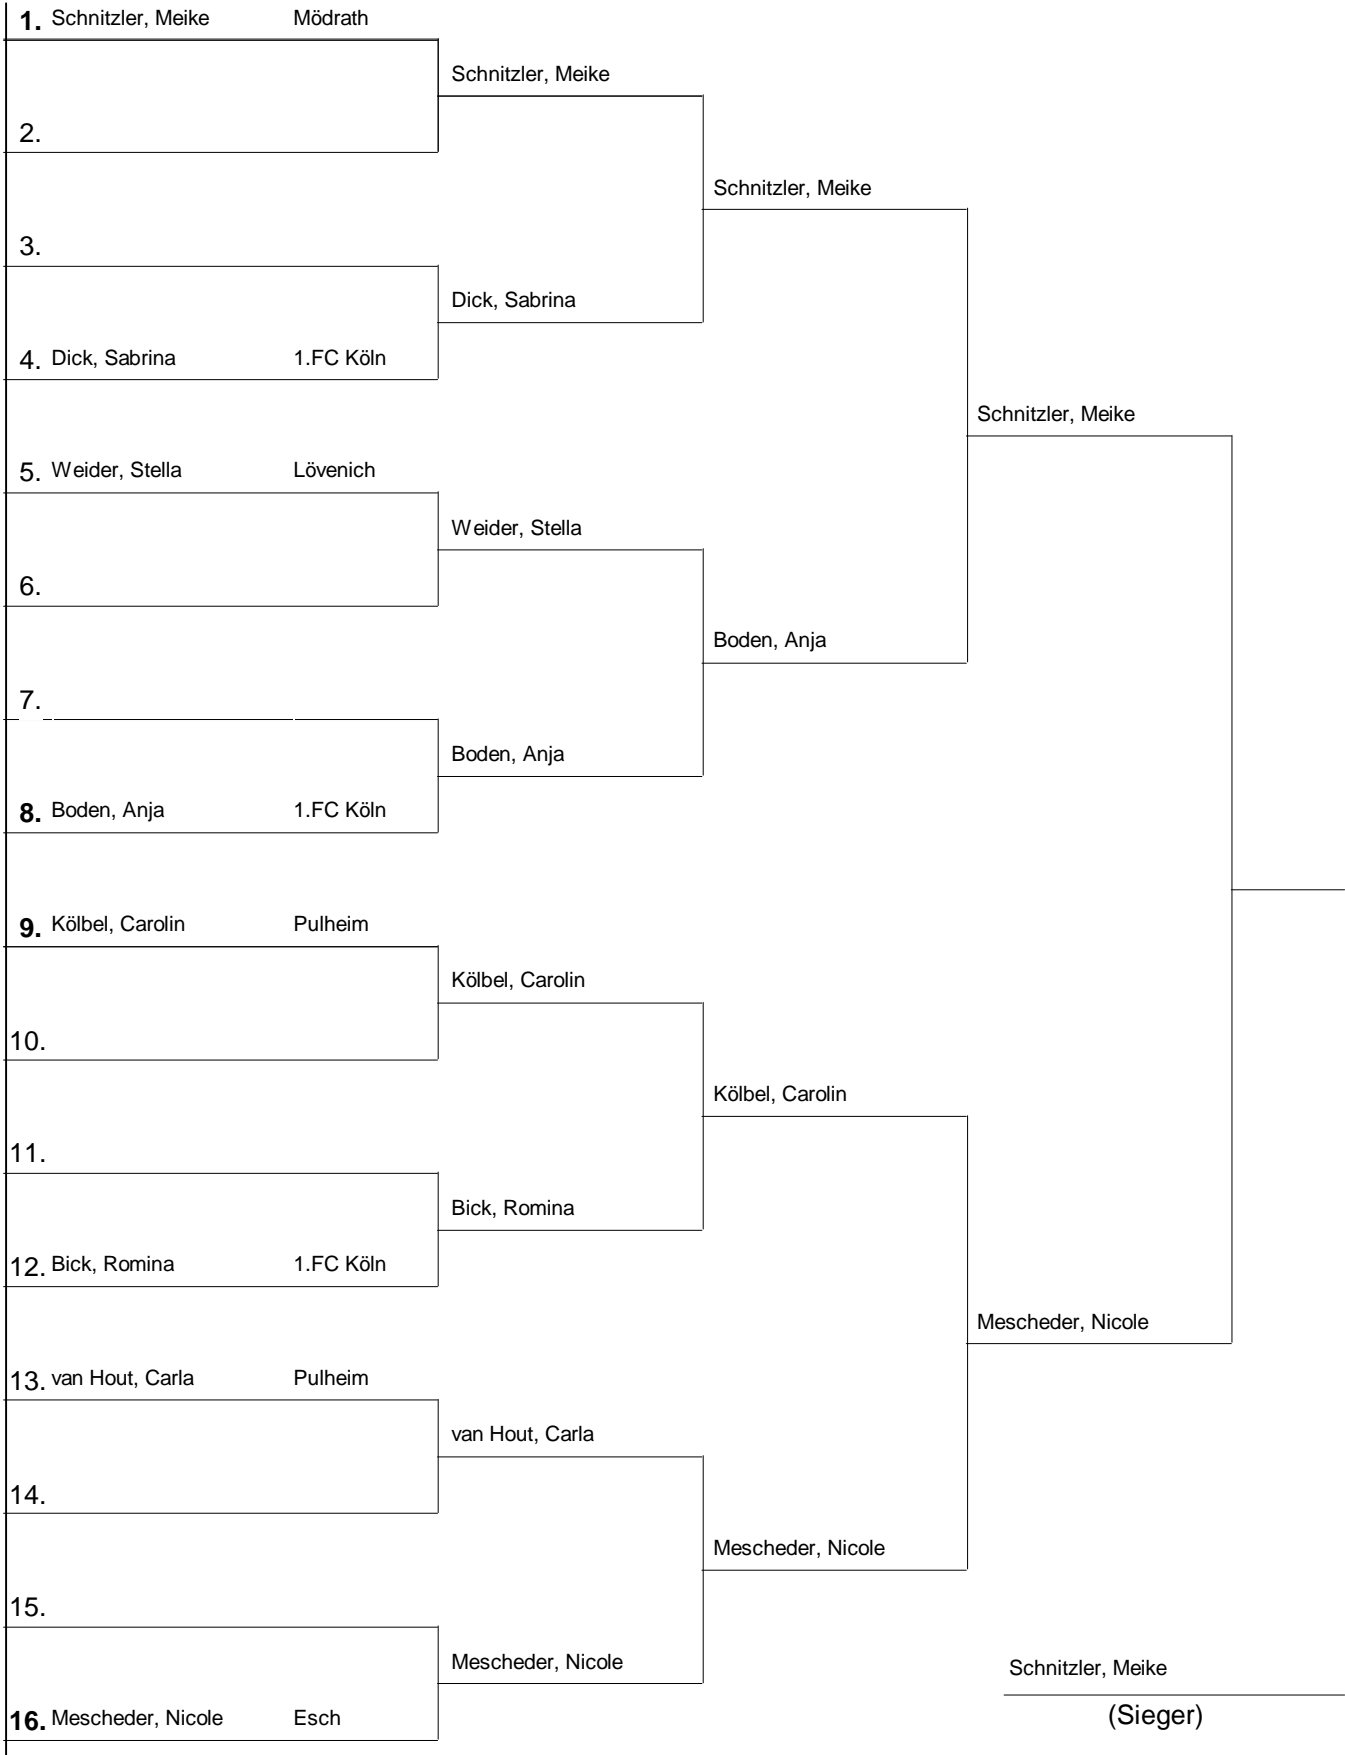 1. Schnitzler, Meike Mödrath
Schnitzler, Meike
2.
Schnitzler, Meike
3.
Dick, Sabrina
4. Dick, Sabrina 1.FC Köln
Schnitzler, Meike
5. Weider, Stella Lövenich
Weider, Stella
6.
Boden, Anja
7.
Boden, Anja
8. Boden, Anja 1.FC Köln
9. Kölbel, Carolin Pulheim
Kölbel, Carolin
10.
Kölbel, Carolin
11.
Bick, Romina
12. Bick, Romina 1.FC Köln
Mescheder, Nicole
13. van Hout, Carla Pulheim
van Hout, Carla
14.
Mescheder, Nicole
15.
Mescheder, Nicole
Schnitzler, Meike
16. Mescheder, Nicole Esch
(Sieger)